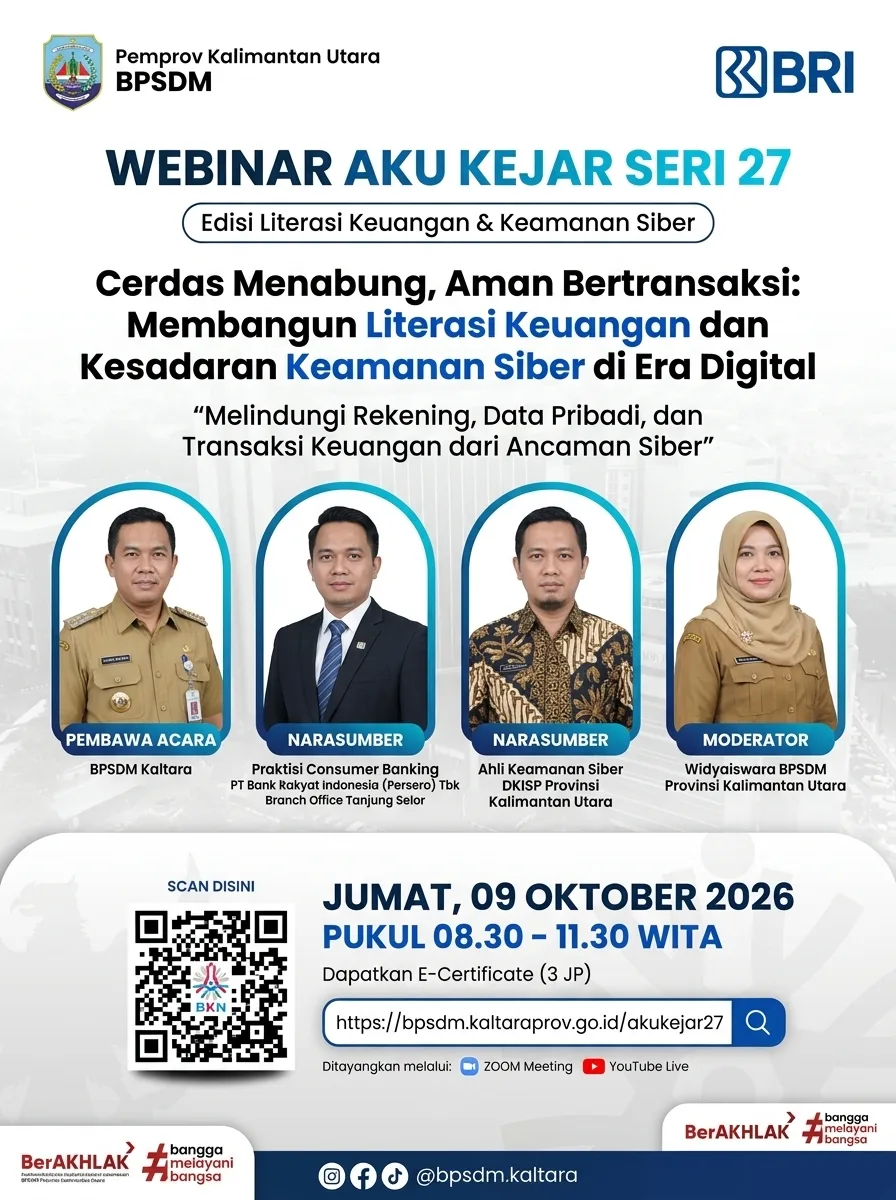 Pemprov Kalimantan Utara
BPSDM
BRI
WEBINAR AKU KEJAR SERI 27
Edisi Literasi Keuangan & Keamanan Siber
Cerdas Menabung, Aman Bertransaksi:
Membangun Literasi Keuangan dan
Kesadaran Keamanan Siber di Era Digital
“Melindungi Rekening, Data Pribadi, dan
Transaksi Keuangan dari Ancaman Siber”
PEMBAWA ACARA
BPSDM Kaltara
NARASUMBER
Praktisi Consumer Banking
PT Bank Rakyat Indonesia (Persero) Tbk
Branch Office Tanjung Selor
NARASUMBER
Ahli Keamanan Siber
DKISP Provinsi
Kalimantan Utara
MODERATOR
Widyaiswara BPSDM
Provinsi Kalimantan Utara
SCAN DISINI
BKN
JUMAT, 09 OKTOBER 2026
PUKUL 08.30 – 11.30 WITA
Dapatkan E-Certificate (3 JP)
https://bpsdm.kaltaraprov.go.id/akukejar27
Ditayangkan melalui: ZOOM Meeting YouTube Live
BerAKHLAK
#bangga
melayani
bangsa
@bpsdm.kaltara
BerAKHLAK
#bangga
melayani
bangsa